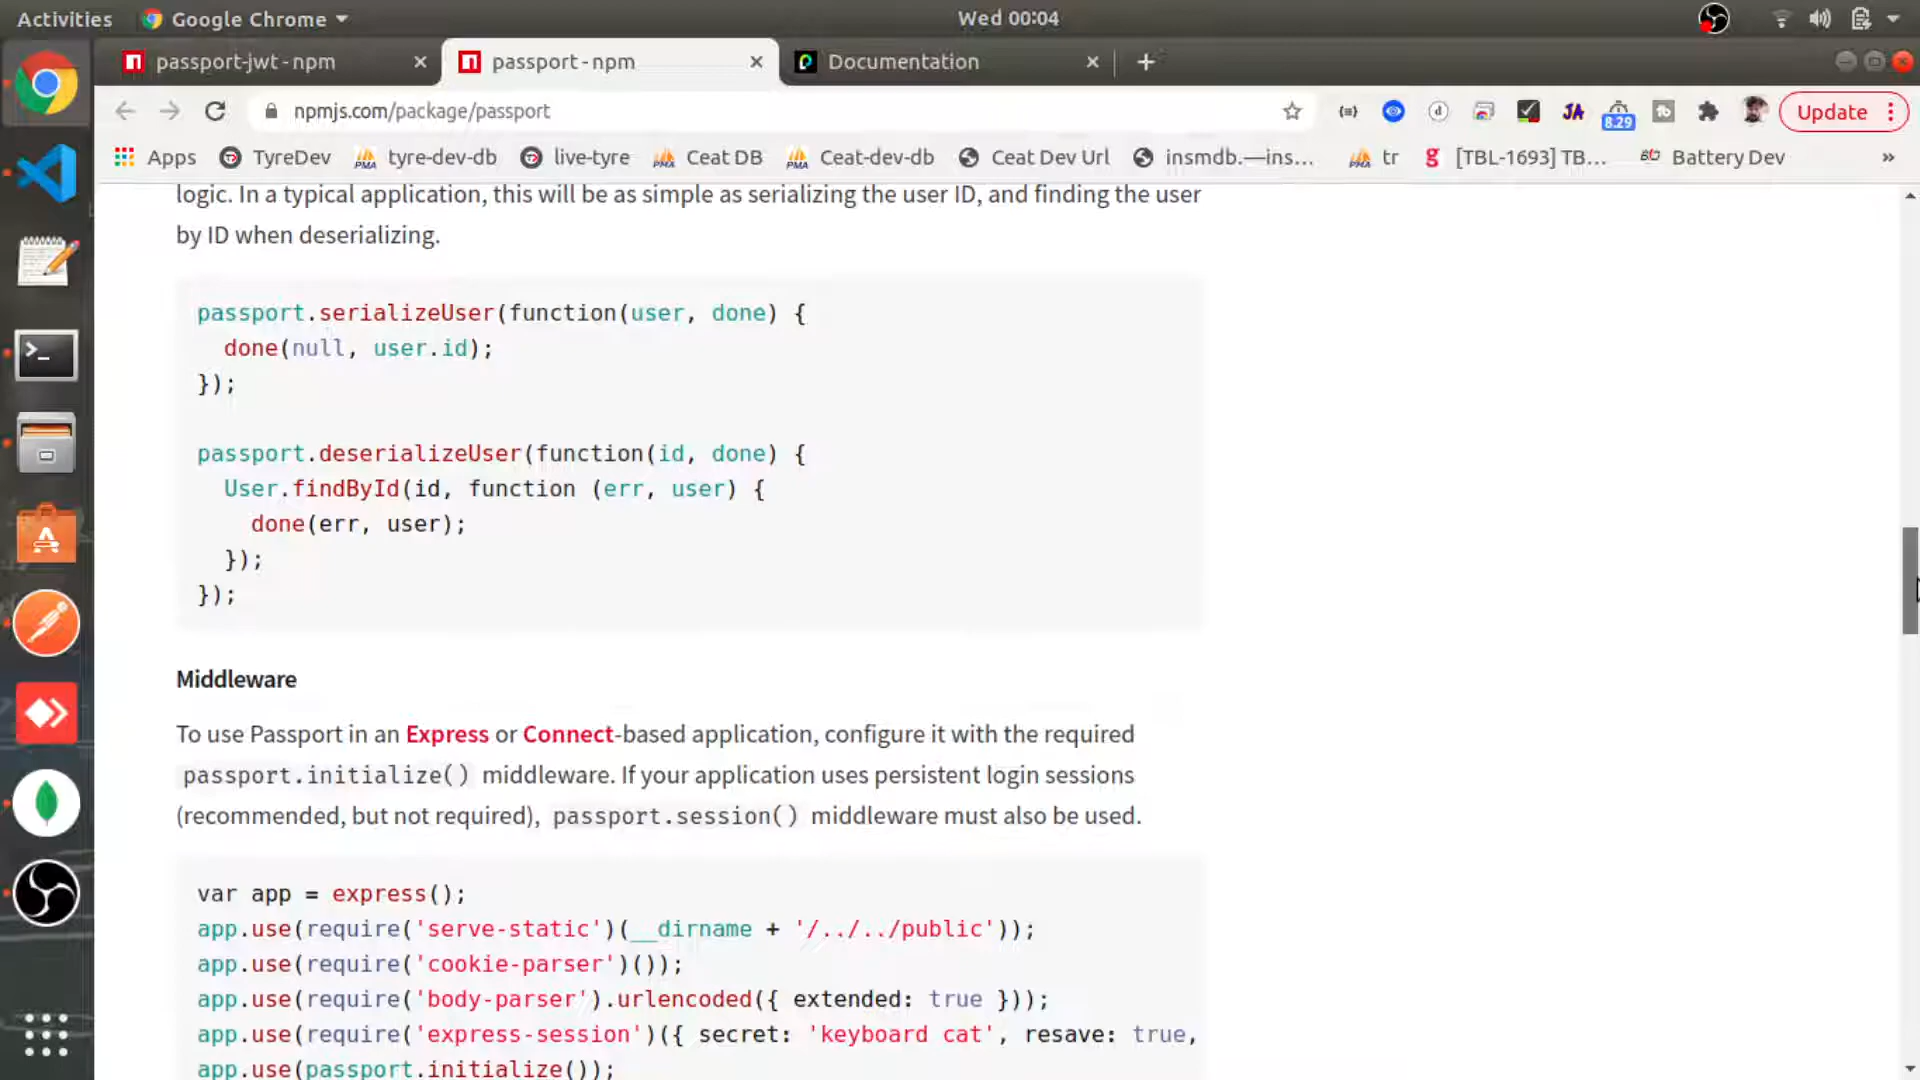 Activities
Google Chrome
Wed 00:04
passport-jwt - npm
passport - npm
Documentation
npmjs.com/package/passport
8.29
JA
Update
Apps
TyreDev
tyre-dev-db
live-tyre
Ceat DB
Ceat-dev-db
Ceat Dev Url
insmdb.—ins...
tr
[TBL-1693] TB...
Battery Dev
»
logic. In a typical application, this will be as simple as serializing the user ID, and finding the user
by ID when deserializing.
passport.serializeUser(function(user, done) {
done(null, user.id);
});
passport.deserializeUser(function(id, done) {
User.findById(id, function (err, user) {
done(err, user);
});
});
Middleware
To use Passport in an Express or Connect-based application, configure it with the required
passport.initialize() middleware. If your application uses persistent login sessions
(recommended, but not required), passport.session() middleware must also be used.
var app = express();
app.use(require('serve-static')(__dirname + '/../../public'));
app.use(require('cookie-parser')());
app.use(require('body-parser').urlencoded({ extended: true }));
app.use(require('express-session')({ secret: 'keyboard cat', resave: true,
app.use(passport.initialize());